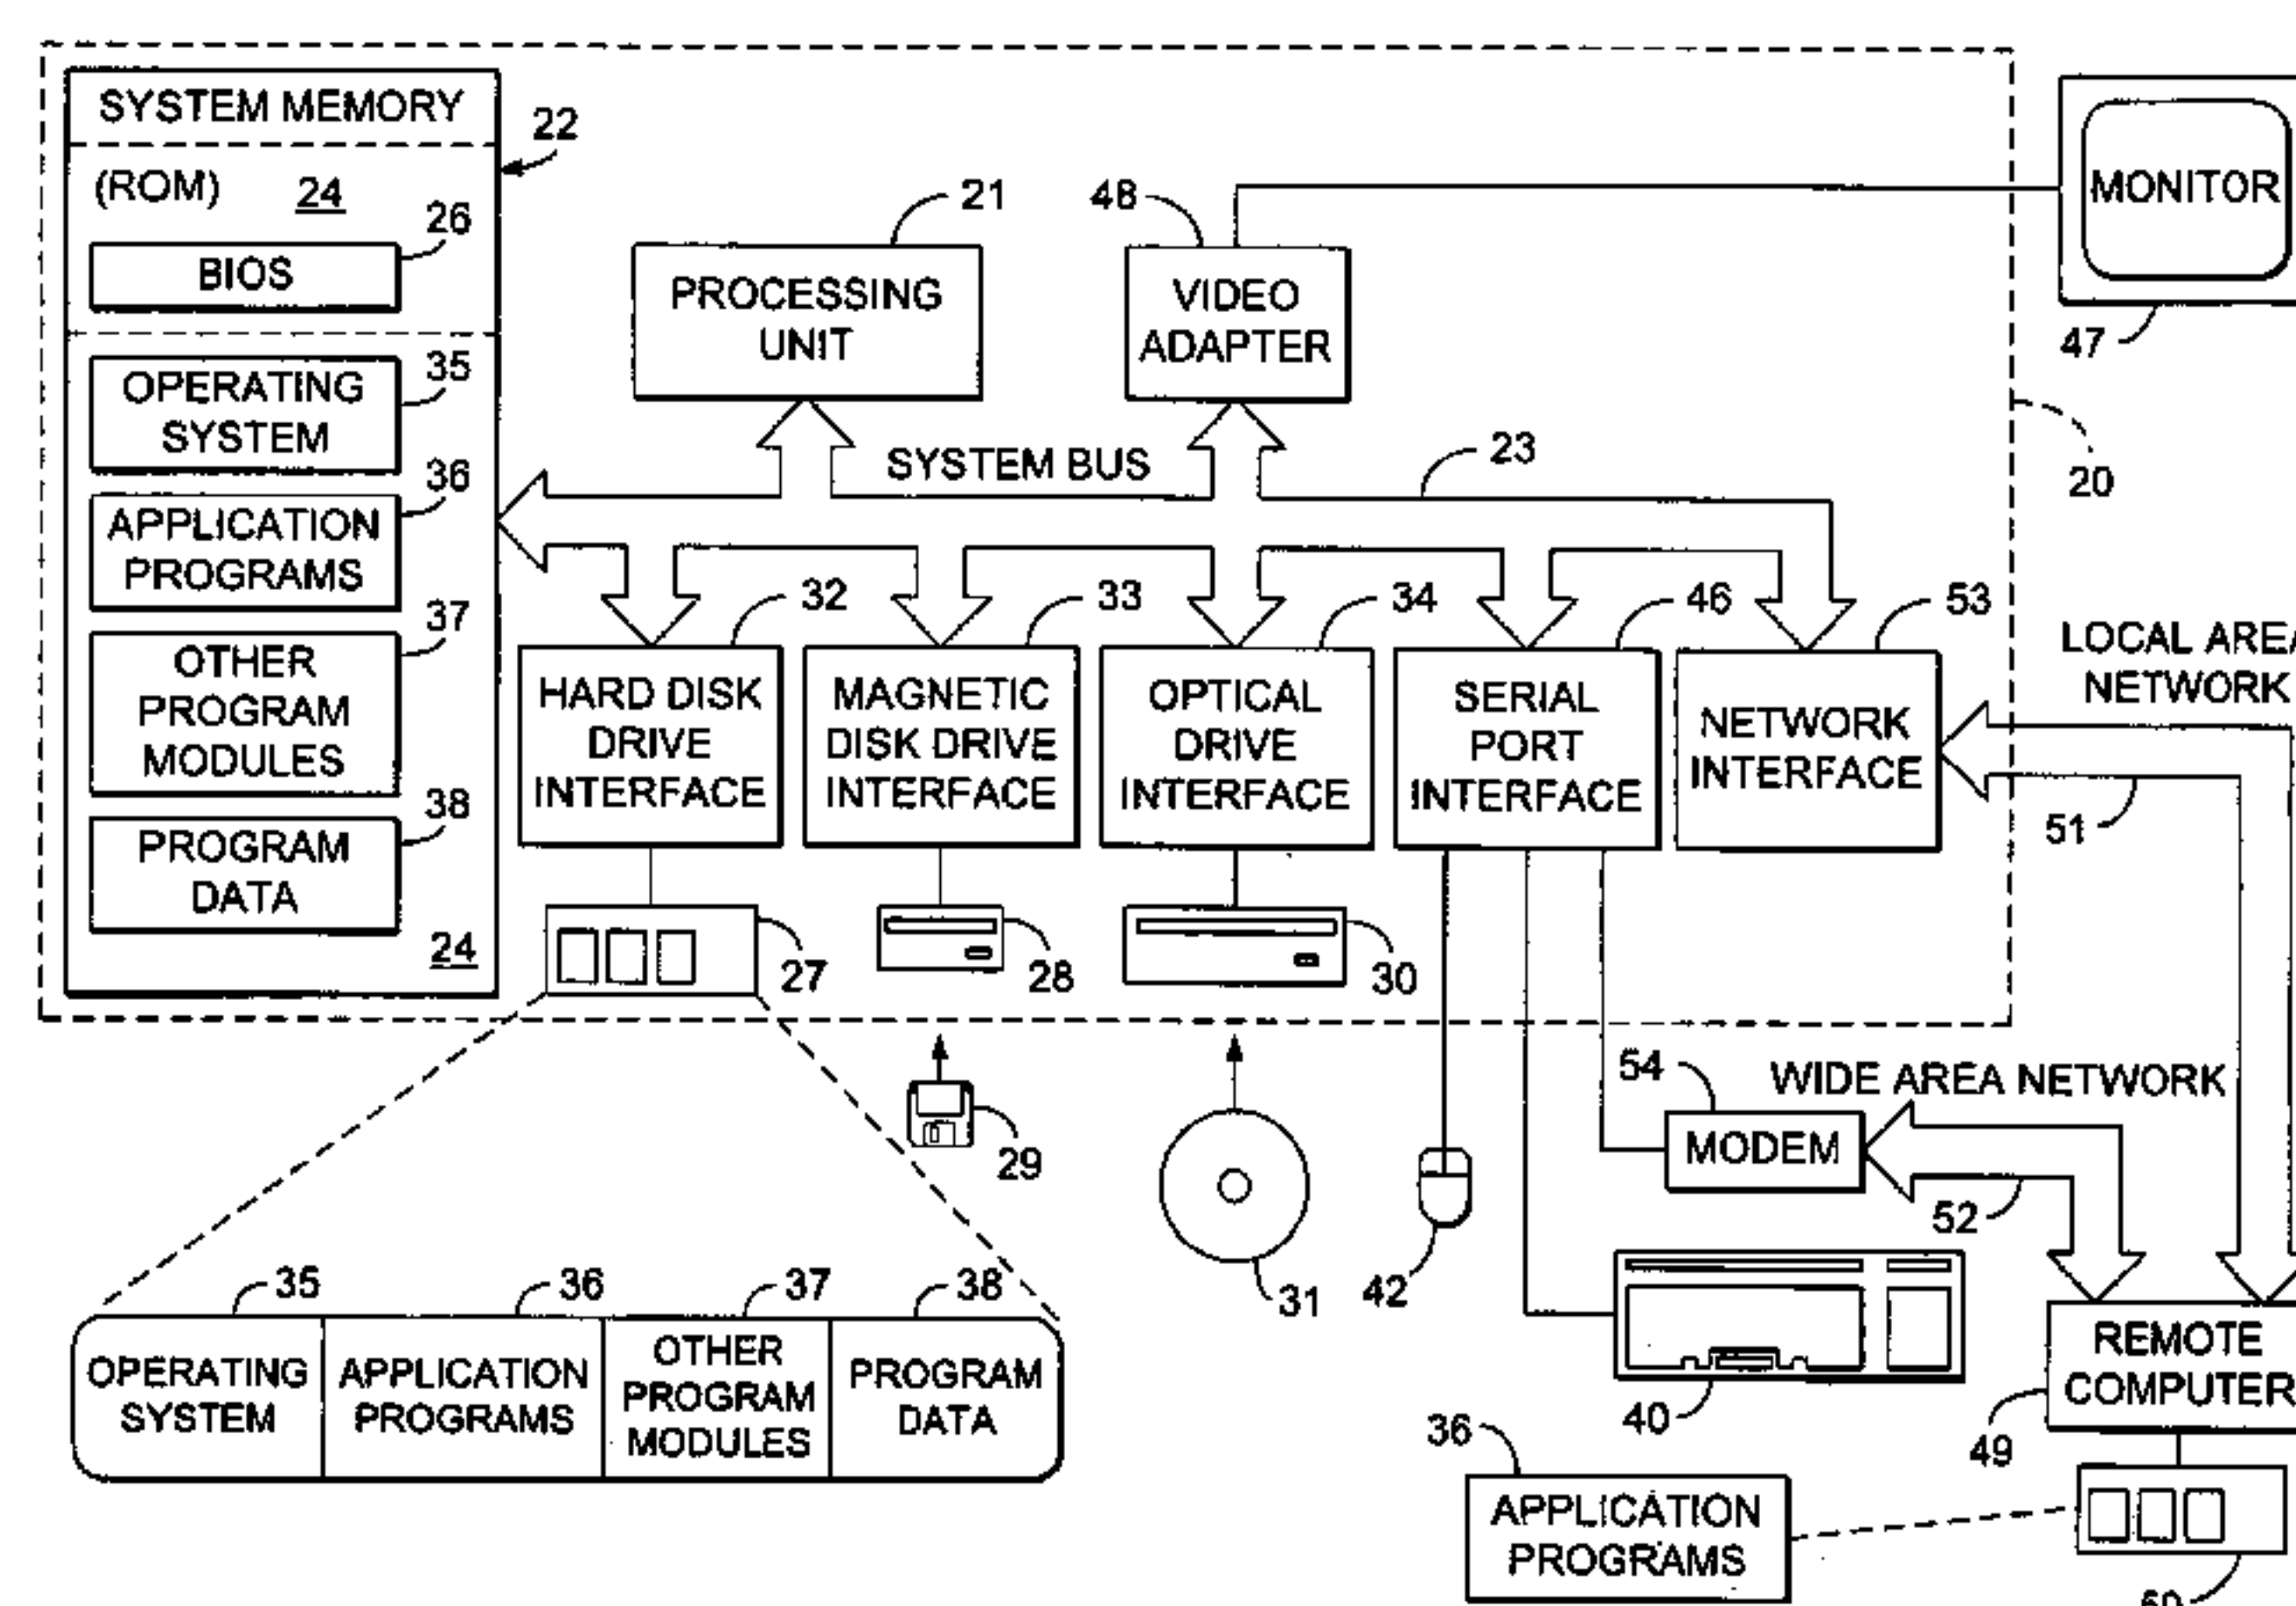 SYSTEM MEMORY
22
(ROM) 24
26
BIOS
35
OPERATING
SYSTEM
36
APPLICATION
PROGRAMS
37
OTHER
PROGRAM
MODULES
38
PROGRAM
DATA
24
21
PROCESSING
UNIT
48
VIDEO
ADAPTER
MONITOR
47
20
SYSTEM BUS
23
32
HARD DISK
DRIVE
INTERFACE
33
MAGNETIC
DISK DRIVE
INTERFACE
34
OPTICAL
DRIVE
INTERFACE
46
SERIAL
PORT
INTERFACE
53
NETWORK
INTERFACE
LOCAL AREA
NETWORK
51
27
28
30
29
31
42
54
WIDE AREA NETWORK
MODEM
52
40
REMOTE
COMPUTER
49
35
OPERATING
SYSTEM
36
APPLICATION
PROGRAMS
37
OTHER
PROGRAM
MODULES
38
PROGRAM
DATA
36
APPLICATION
PROGRAMS